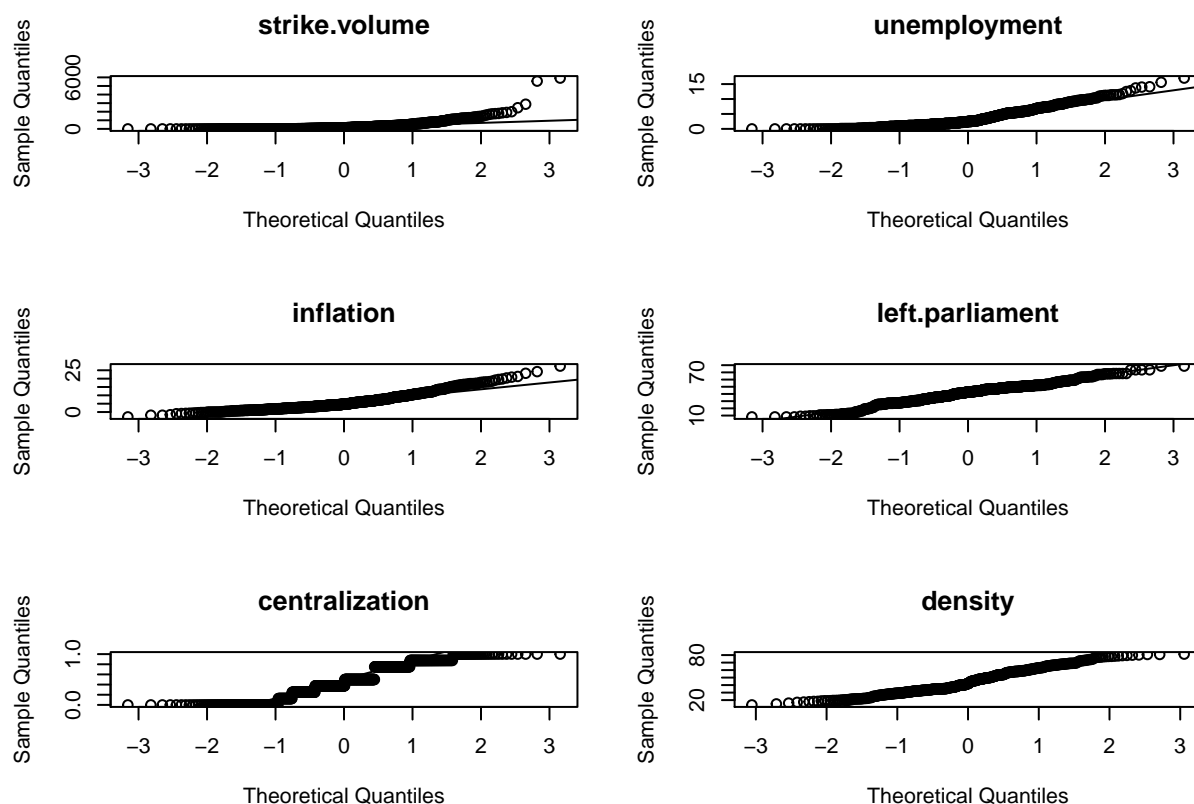 strike.volume
Sample Quantiles
0 6000
−3 −2 −1 0 1 2 3
Theoretical Quantiles
unemployment
Sample Quantiles
0 15
−3 −2 −1 0 1 2 3
Theoretical Quantiles
inflation
Sample Quantiles
0 25
−3 −2 −1 0 1 2 3
Theoretical Quantiles
left.parliament
Sample Quantiles
10 70
−3 −2 −1 0 1 2 3
Theoretical Quantiles
centralization
Sample Quantiles
0.0 1.0
−3 −2 −1 0 1 2 3
Theoretical Quantiles
density
Sample Quantiles
20 80
−3 −2 −1 0 1 2 3
Theoretical Quantiles